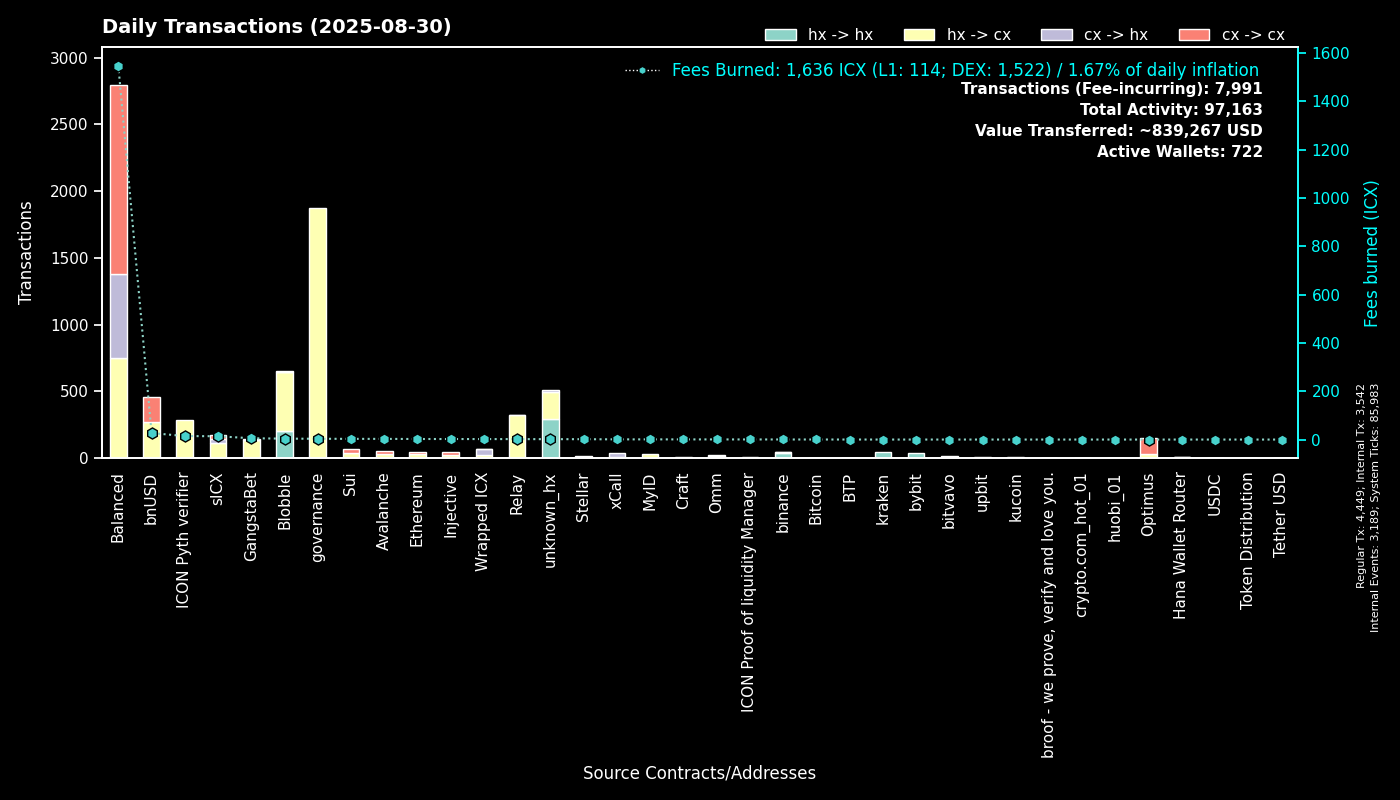 Daily Transactions (2025-08-30)
hx -> hx
hx -> cx
cx -> hx
cx -> cx
Fees Burned: 1,636 ICX (L1: 114; DEX: 1,522) / 1.67% of daily inflation
Transactions (Fee-incurring): 7,991
Total Activity: 97,163
Value Transferred: ~839,267 USD
Active Wallets: 722
Transactions
3000
2500
2000
1500
1000
500
0
1600
1400
1200
1000
800
600
400
200
0
Fees burned (ICX)
Regular Tx: 4,449; Internal Tx: 3,542
Internal Events: 3,189; System Ticks: 85,983
Balanced
bnUSD
ICON Pyth verifier
sICX
GangstaBet
Blobble
governance
Sui
Avalanche
Ethereum
Injective
Wrapped ICX
Relay
unknown_hx
Stellar
xCall
MyID
Craft
Omm
ICON Proof of liquidity Manager
binance
Bitcoin
BTP
kraken
bybit
bitvavo
upbit
kucoin
broof - we prove, verify and love you.
crypto.com_hot_01
huobi_01
Optimus
Hana Wallet Router
USDC
Token Distribution
Tether USD
Source Contracts/Addresses